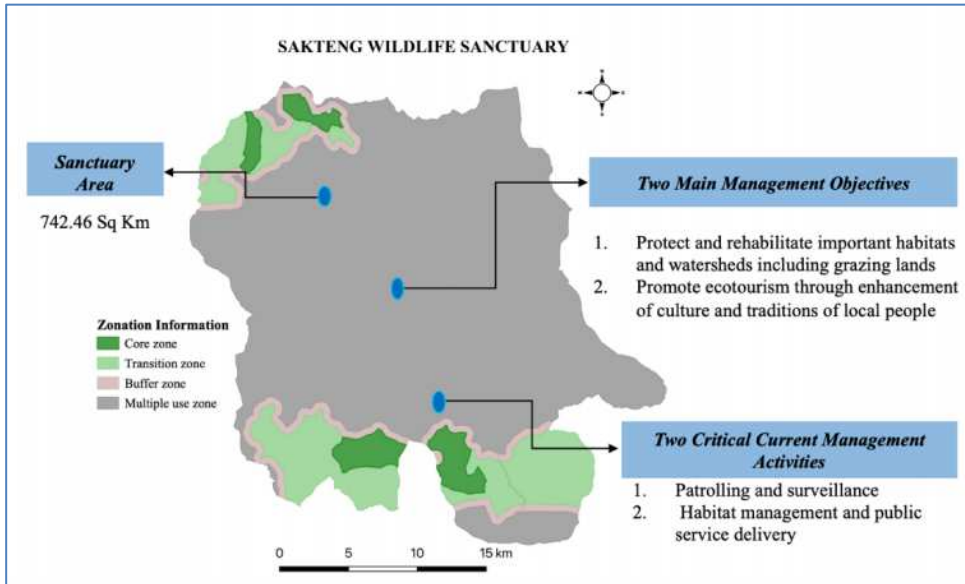 SAKTENG WILDLIFE SANCTUARY
Sanctuary
Area
742.46 Sq Km
Two Main Management Objectives
1. Protect and rehabilitate important habitats
and watersheds including grazing lands
2. Promote ecotourism through enhancement
of culture and traditions of local people
Zonation Information
Core zone
Transition zone
Buffer zone
Multiple use zone
Two Critical Current Management
Activities
1. Patrolling and surveillance
2. Habitat management and public
service delivery
0 5 10 15 km